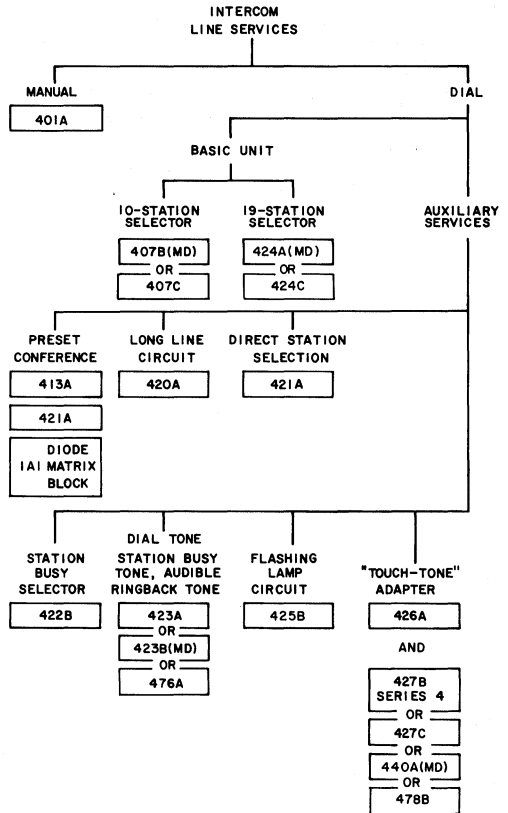 INTERCOM
LINE SERVICES
MANUAL
401A
DIAL
BASIC UNIT
10-STATION
SELECTOR
407B(MD)
OR
407C
19-STATION
SELECTOR
424A(MD)
OR
424C
AUXILIARY
SERVICES
PRESET
CONFERENCE
413A
421A
DIODE
1A1 MATRIX
BLOCK
LONG LINE
CIRCUIT
420A
DIRECT STATION
SELECTION
421A
STATION
BUSY
SELECTOR
422B
DIAL TONE
STATION BUSY
TONE, AUDIBLE
RINGBACK TONE
423A
OR
423B(MD)
OR
476A
FLASHING
LAMP
CIRCUIT
425B
"TOUCH-TONE"
ADAPTER
426A
AND
427B
SERIES 4
OR
427C
OR
440A(MD)
OR
478B